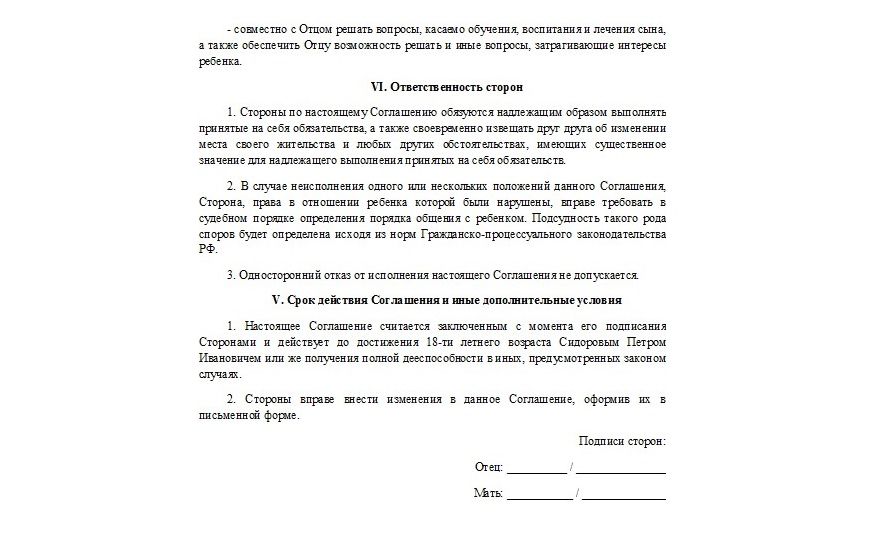 - совместно с Отцом решать вопросы, касаемо обучения, воспитания и лечения сына,
а также обеспечить Отцу возможность решать и иные вопросы, затрагивающие интересы
ребенка.
VI. Ответственность сторон
1. Стороны по настоящему Соглашению обязуются надлежащим образом выполнять
принятые на себя обязательства, а также своевременно извещать друг друга об изменении
места своего жительства и любых других обстоятельствах, имеющих существенное
значение для надлежащего выполнения принятых на себя обязательств.
2. В случае неисполнения одного или нескольких положений данного Соглашения,
Сторона, права в отношении ребенка которой были нарушены, вправе требовать в
судебном порядке определения порядка общения с ребенком. Подсудность такого рода
споров будет определена исходя из норм Гражданско-процессуального законодательства
РФ.
3. Односторонний отказ от исполнения настоящего Соглашения не допускается.
V. Срок действия Соглашения и иные дополнительные условия
1. Настоящее Соглашение считается заключенным с момента его подписания
Сторонами и действует до достижения 18-ти летнего возраста Сидоровым Петром
Ивановичем или же получения полной дееспособности в иных, предусмотренных законом
случаях.
2. Стороны вправе внести изменения в данное Соглашение, оформив их в
письменной форме.
Подписи сторон:
Отец: __________ / _______________
Мать: ___________ / ______________